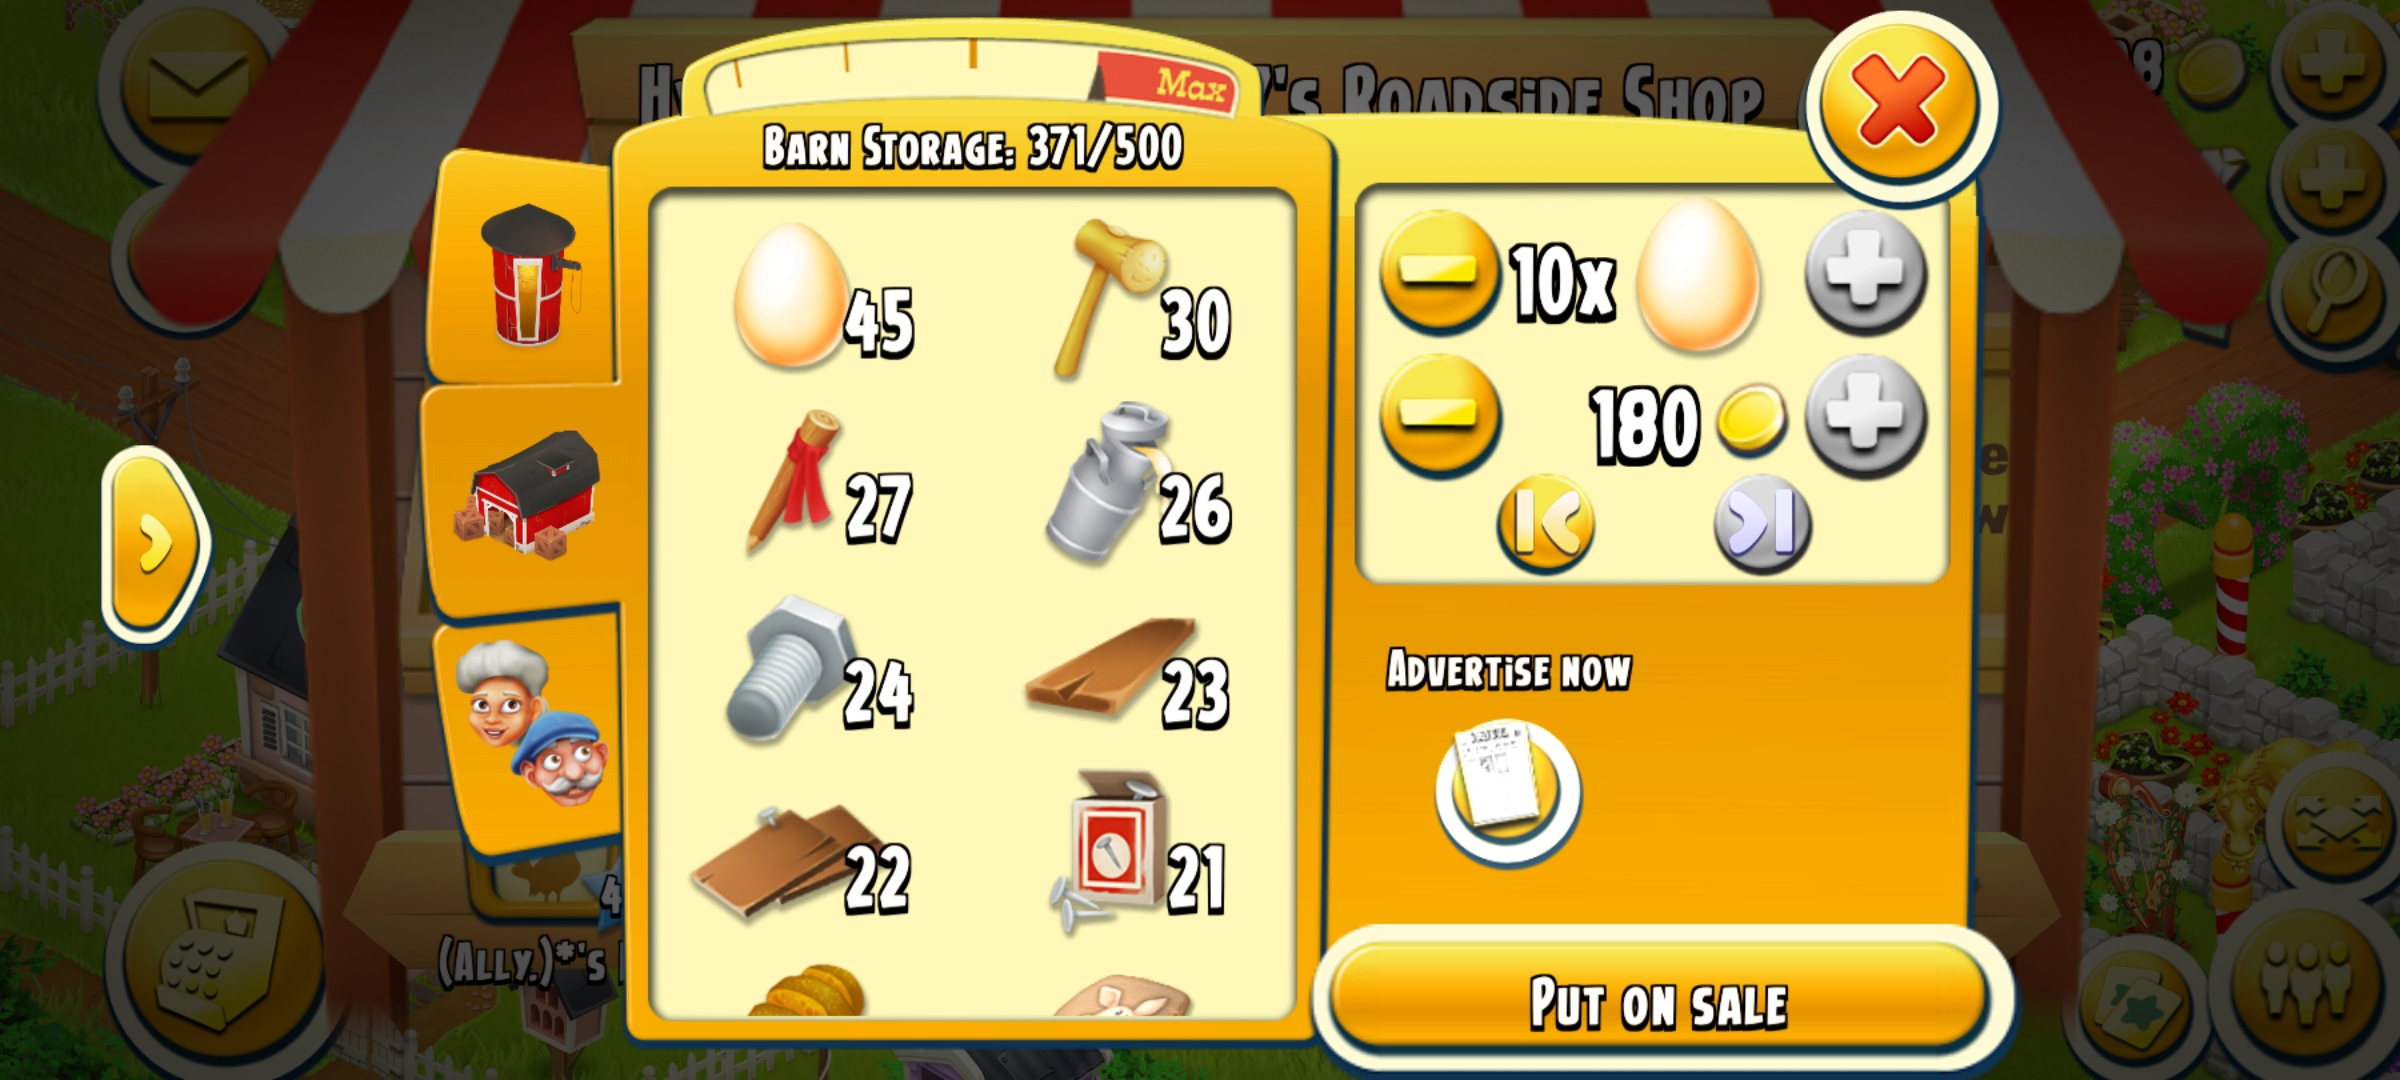 's Roadside Shop
Max
Barn Storage: 371/500
45
30
10x
180
27
26
24
23
Advertise now
22
21
(Ally.)*'s
Put on sale